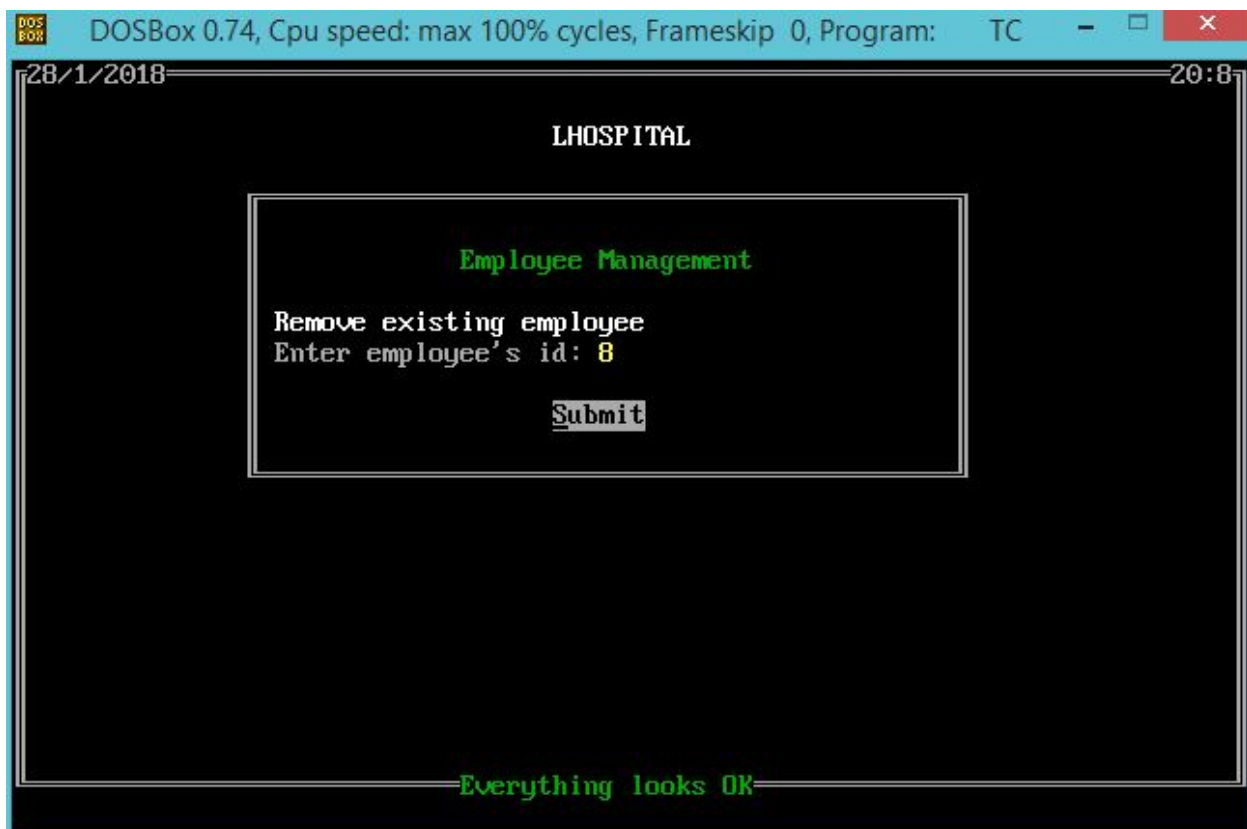 DOSBox 0.74, Cpu speed: max 100% cycles, Frameskip 0, Program: TC
28/1/2018 20:8
LHOSPITAL
Employee Management
Remove existing employee
Enter employee's id: 8
Submit
Everything looks OK